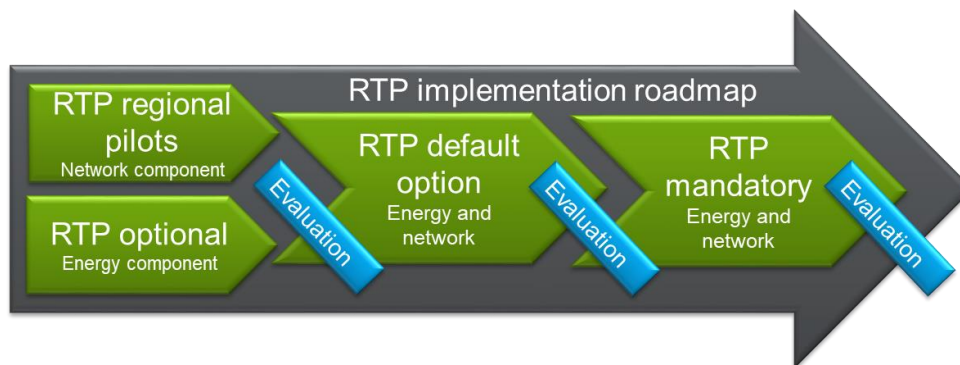 RTP implementation roadmap
RTP regional
pilots
Network component
RTP optional
Energy component
Evaluation
RTP default
option
Energy and
network
Evaluation
RTP
mandatory
Energy and
network
Evaluation